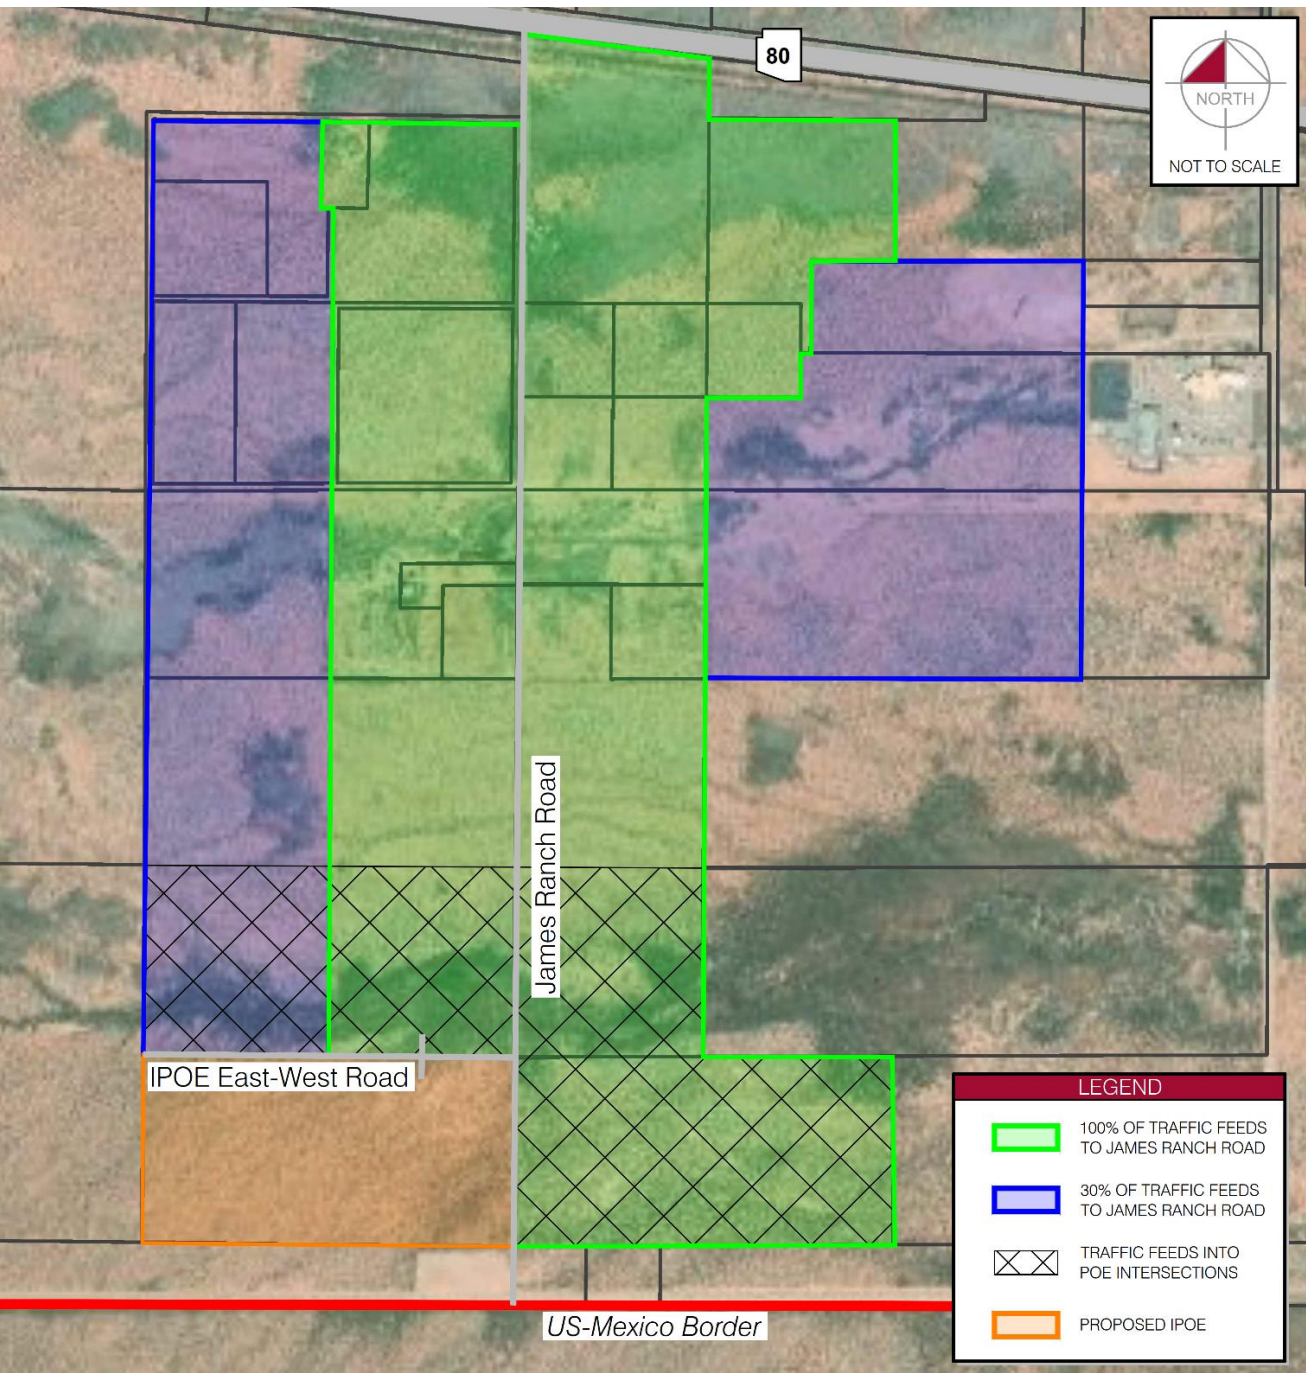 80
NORTH
NOT TO SCALE
James Ranch Road
IPOE East-West Road
US-Mexico Border
LEGEND
100% OF TRAFFIC FEEDS
TO JAMES RANCH ROAD
30% OF TRAFFIC FEEDS
TO JAMES RANCH ROAD
TRAFFIC FEEDS INTO
POE INTERSECTIONS
PROPOSED IPOE